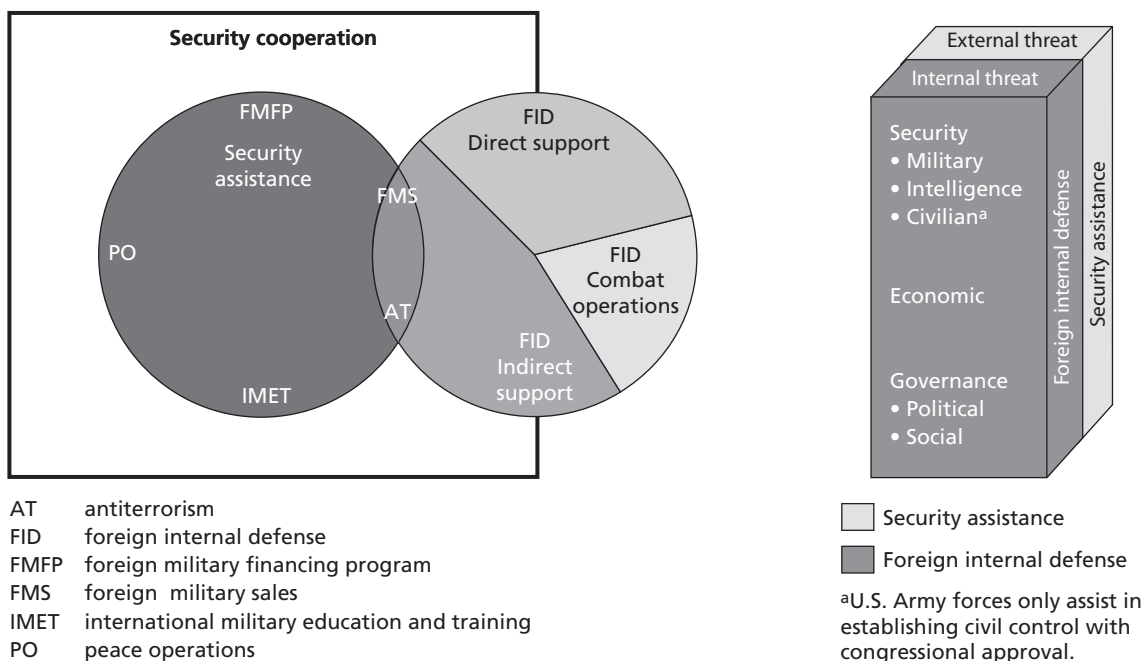 Security cooperation
FMFP
Security
assistance
PO
IMET
FMS
AT
FID
Direct support
FID
Combat
operations
FID
Indirect
support
AT antiterrorism
FID foreign internal defense
FMFP foreign military financing program
FMS foreign military sales
IMET international military education and training
PO peace operations
External threat
Internal threat
Security
• Military
• Intelligence
• Civilianᵃ
Economic
Governance
• Political
• Social
Foreign internal defense
Security assistance
Security assistance
Foreign internal defense
ᵃU.S. Army forces only assist in
establishing civil control with
congressional approval.